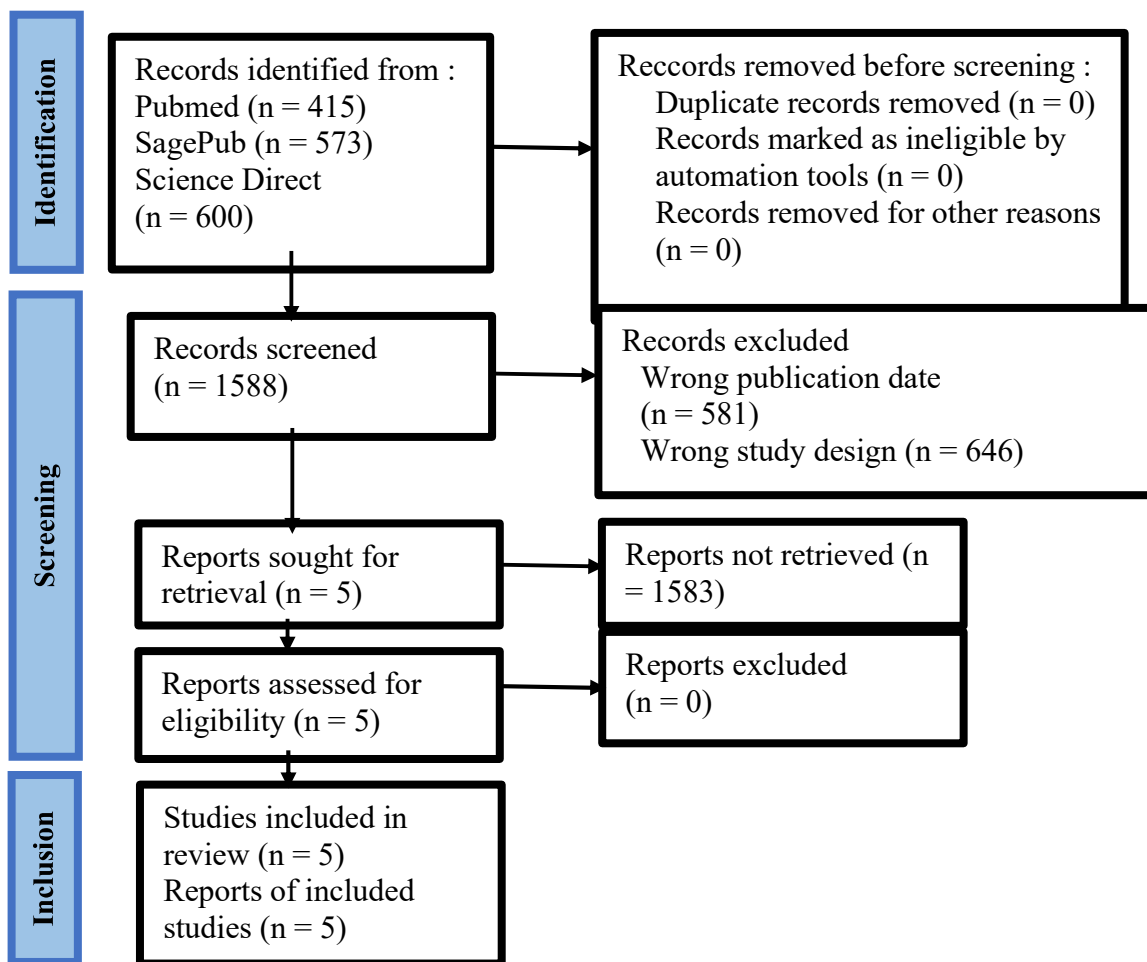 Identification
Records identified from :
Pubmed (n = 415)
SagePub (n = 573)
Science Direct
(n = 600)
Reccords removed before screening :
Duplicate records removed (n = 0)
Records marked as ineligible by
automation tools (n = 0)
Records removed for other reasons
(n = 0)
Screening
Records screened
(n = 1588)
Records excluded
Wrong publication date
(n = 581)
Wrong study design (n = 646)
Reports sought for
retrieval (n = 5)
Reports not retrieved (n
= 1583)
Reports assessed for
eligibility (n = 5)
Reports excluded
(n = 0)
Inclusion
Studies included in
review (n = 5)
Reports of included
studies (n = 5)